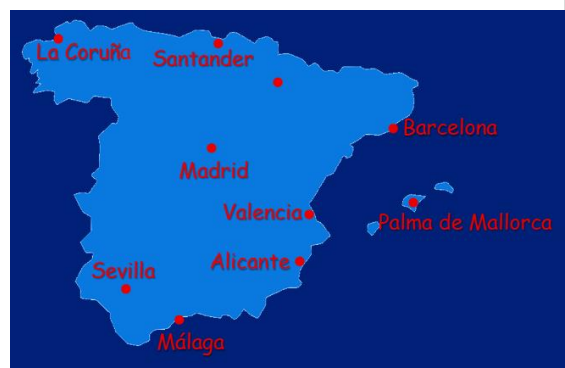 La Coruña
Santander
Barcelona
Madrid
Valencia
Palma de Mallorca
Alicante
Sevilla
Málaga